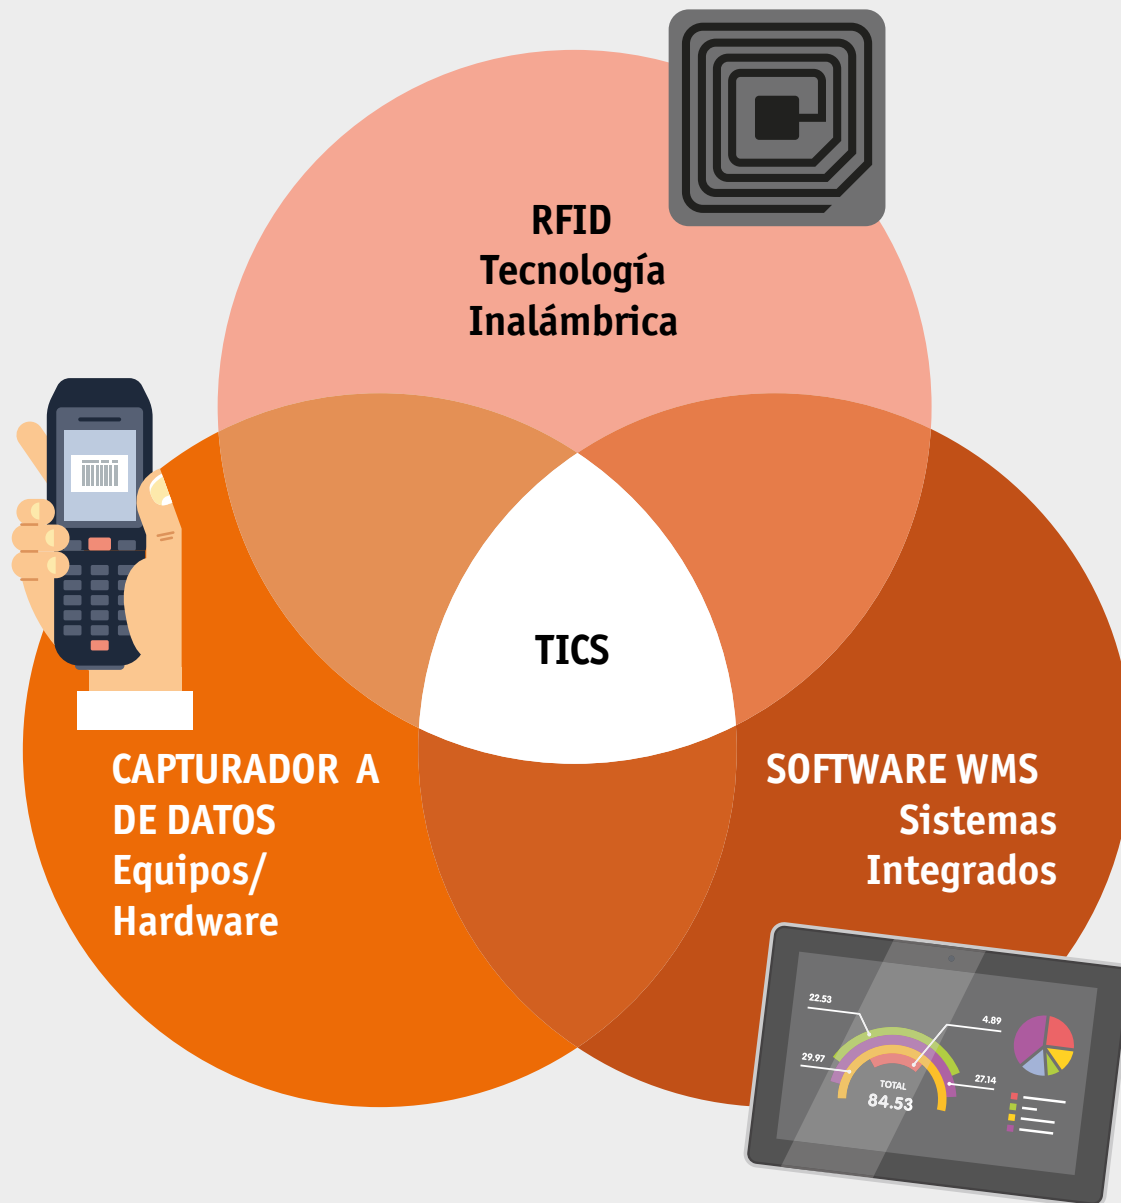 RFID
Tecnología
Inalámbrica
TICS
CAPTURADOR A
DE DATOS
Equipos/
Hardware
SOFTWARE WMS
Sistemas
Integrados
22.53
4.89
29.97
27.14
TOTAL
84.53